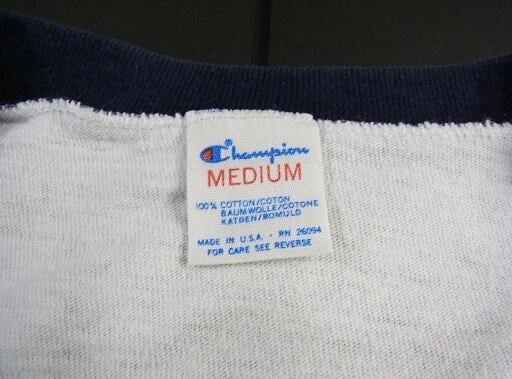 Champion®
MEDIUM
100% COTTON/COTON
BAUMWOLLE/COTONE
KATOEN/BOMULD
MADE IN U.S.A. - RN 26094
FOR CARE SEE REVERSE